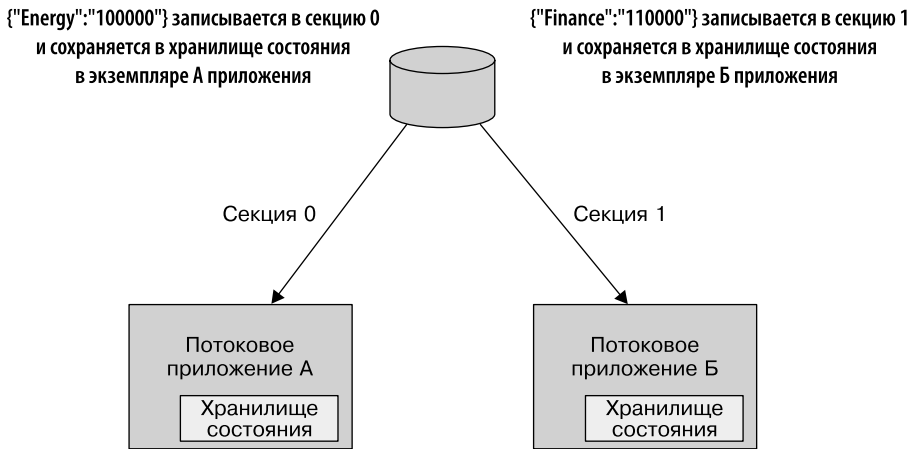 {"Energy":"100000"} записывается в секцию 0
и сохраняется в хранилище состояния
в экземпляре А приложения
{"Finance":"110000"} записывается в секцию 1
и сохраняется в хранилище состояния
в экземпляре Б приложения
Секция 0
Секция 1
Потоковое
приложение А
Хранилище
состояния
Потоковое
приложение Б
Хранилище
состояния